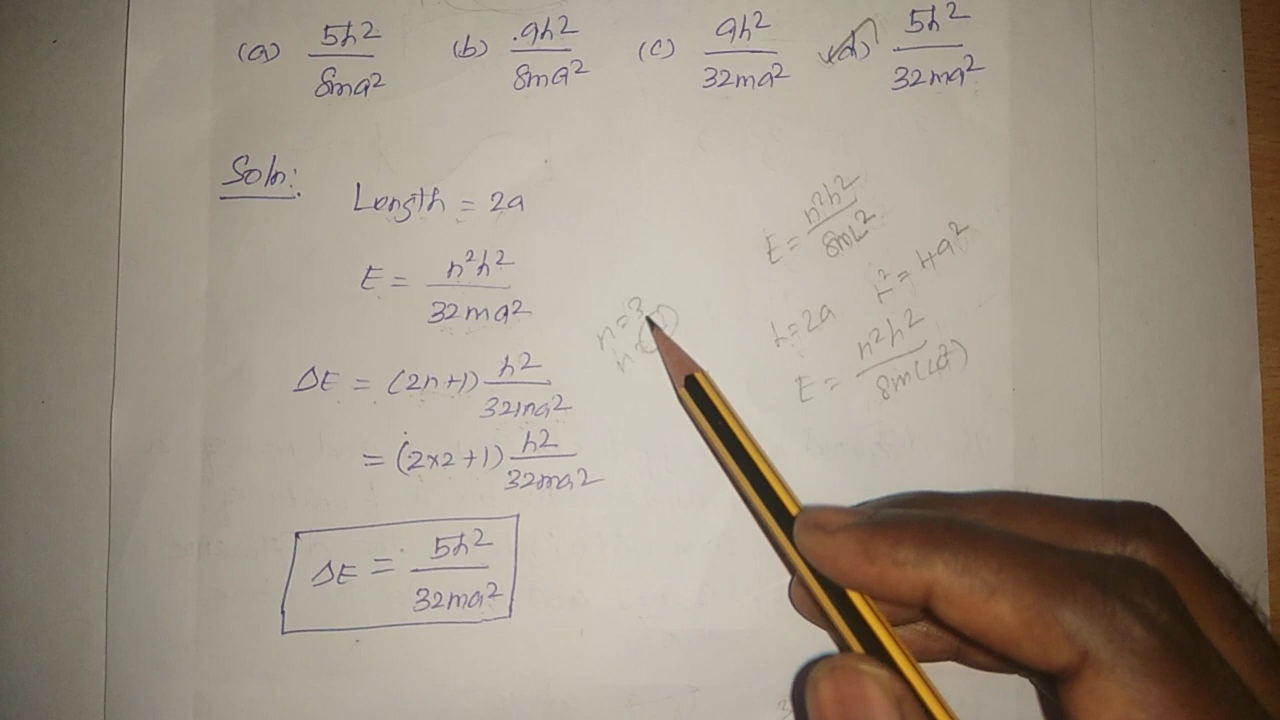 (a) 5h²/8ma² (b) 9h²/8ma² (c) 9h²/32ma² (d) 5h²/32ma²
Soln:
Length = 2a
E = n²h²/32ma²
ΔE = (2n+1) h²/32ma²
= (2×2+1) h²/32ma²
ΔE = 5h²/32ma²
n=3
E = n²h²/8mL²
L=2a L² = 4a²
E = n²h²/8m(4a²)